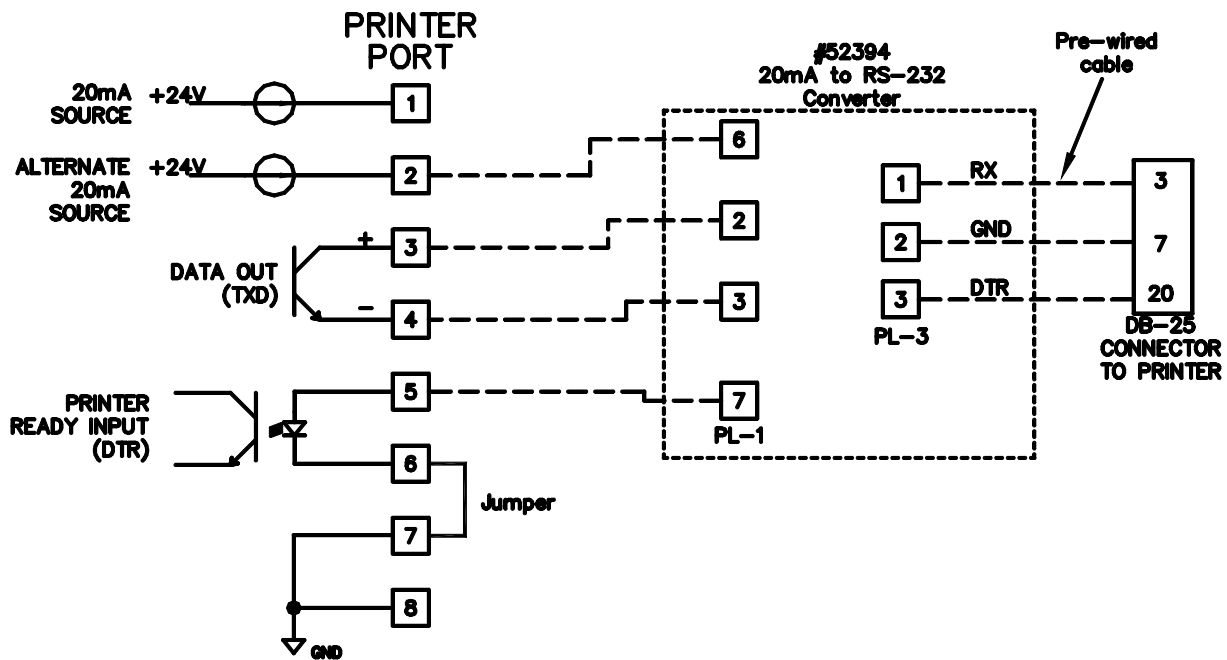 PRINTER
PORT
20mA +24V
SOURCE
1
ALTERNATE +24V
20mA
SOURCE
2
+
3
DATA OUT
(TXD)
-
4
5
PRINTER
READY INPUT
(DTR)
6
Jumper
7
8
GND
#52394
20mA to RS-232
Converter
6
2
3
7
PL-1
1
RX
2
GND
3
DTR
PL-3
Pre-wired
cable
3
7
20
DB-25
CONNECTOR
TO PRINTER